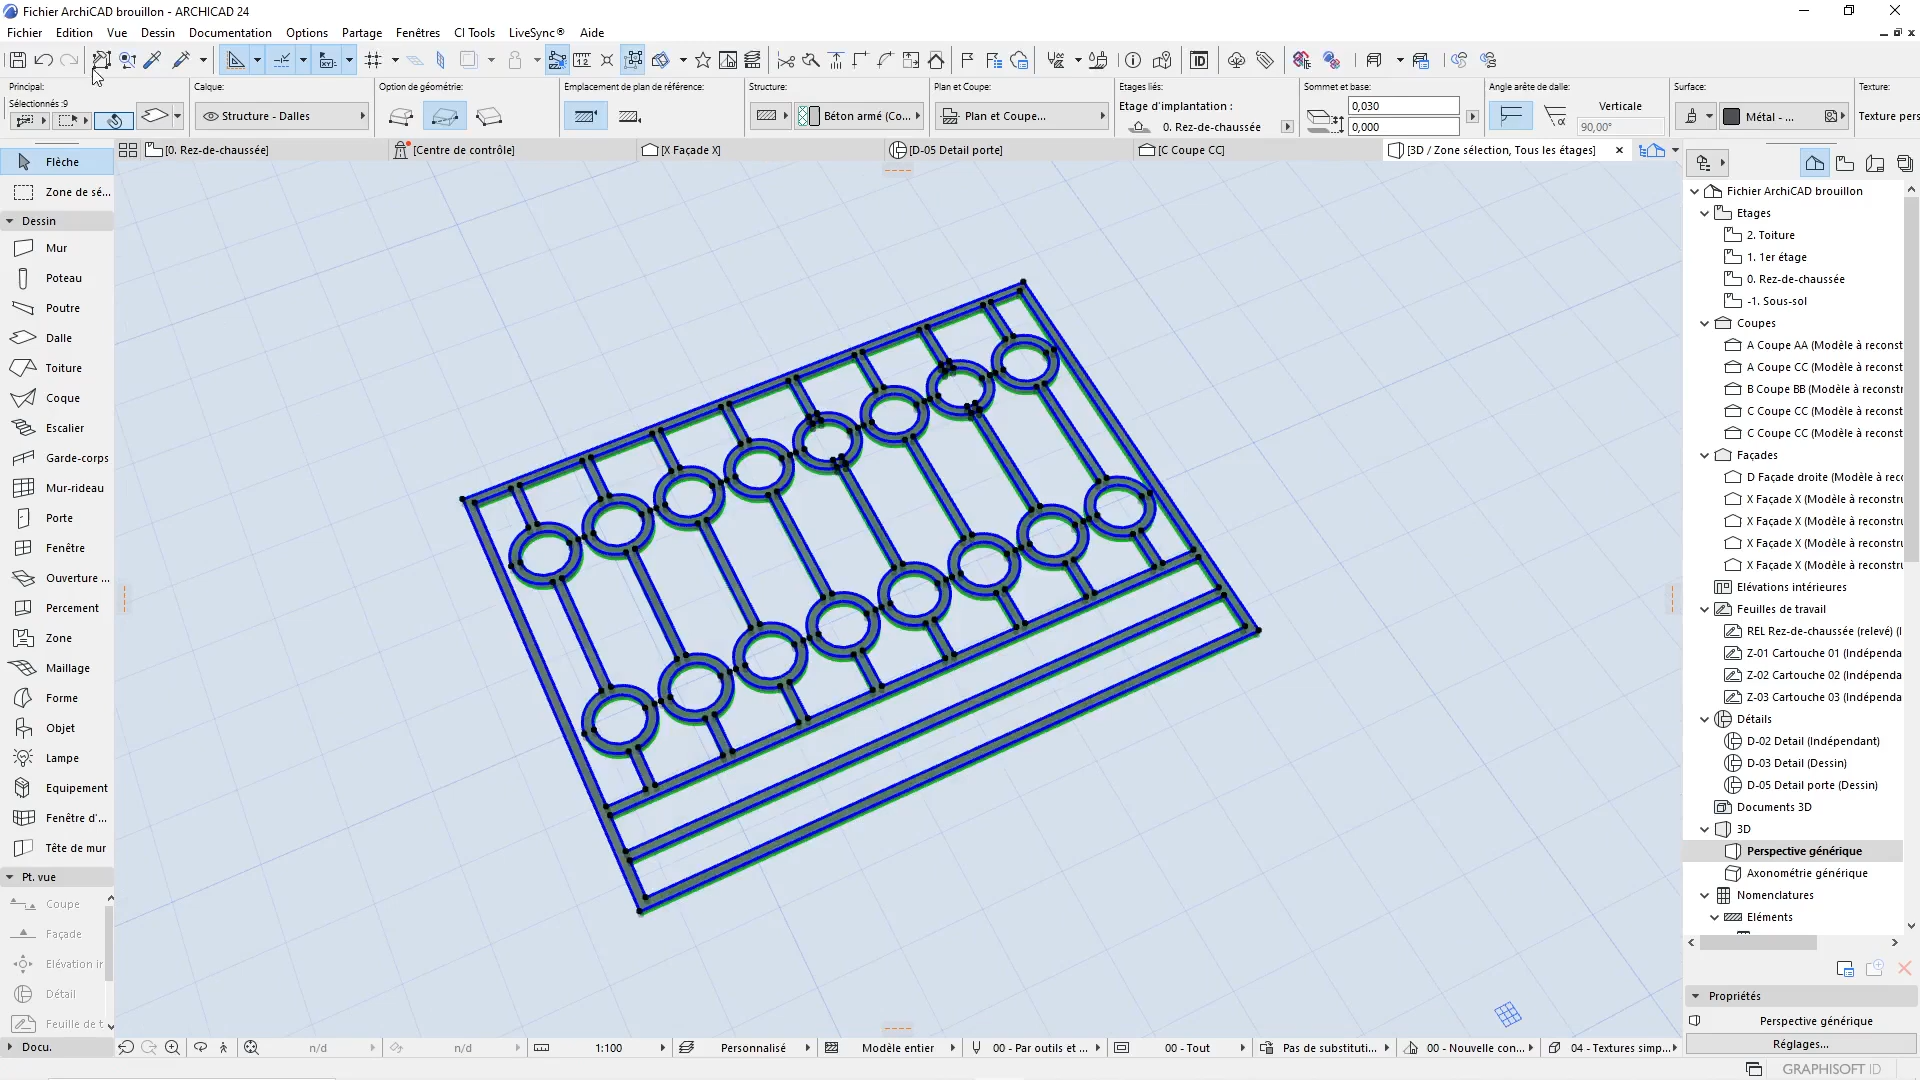 Fichier ArchiCAD brouillon - ARCHICAD 24
Fichier Edition Vue Dessin Documentation Options Partage Fenêtres CI Tools LiveSync® Aide
Principal: Calque: Option de géometrie: Emplacement de plan de référence: Structure: Plan et Coupe: Etages liés: Sommet et base: Angle arête de dalle: Surface: Texture:
Sélectionnés :9
Etage d'implantation : 0,030 Verticale
Structure - Dalles Béton armé (Co... Plan et Coupe... Métal - ... Texture pers
0. Rez-de-chaussée 0,000 90,00°
[0. Rez-de-chaussée] [Centre de contrôle] [X Façade X] [D-05 Detail porte] [C Coupe CC] [3D / Zone sélection, Tous les étages]
Flèche
Zone de sé...
Dessin
Mur
Poteau
Poutre
Dalle
Toiture
Coque
Escalier
Garde-corps
Mur-rideau
Porte
Fenêtre
Ouverture ...
Percement
Zone
Maillage
Forme
Objet
Lampe
Equipement
Fenêtre d'...
Tête de mur
Pt. vue
Coupe
Façade
Elévation ir
Détail
Feuille de t
Docu.
Fichier ArchiCAD brouillon
Etages
2. Toiture
1. 1er étage
0. Rez-de-chaussée
-1. Sous-sol
Coupes
A Coupe AA (Modèle à reconst
A Coupe CC (Modèle à reconst
B Coupe BB (Modèle à reconstr
C Coupe CC (Modèle à reconst
C Coupe CC (Modèle à reconst
Façades
D Façade droite (Modèle à reco
X Façade X (Modèle à reconstru
X Façade X (Modèle à reconstru
X Façade X (Modèle à reconstru
X Façade X (Modèle à reconstru
Elévations intérieures
Feuilles de travail
REL Rez-de-chaussée (relevé) (I
Z-01 Cartouche 01 (Indépenda
Z-02 Cartouche 02 (Indépenda
Z-03 Cartouche 03 (Indépenda
Détails
D-02 Detail (Indépendant)
D-03 Detail (Dessin)
D-05 Detail porte (Dessin)
Documents 3D
3D
Perspective générique
Axonométrie générique
Nomenclatures
Eléments
Propriétés
Perspective générique
Réglages...
n/d n/d 1:100 Personnalisé Modèle entier 00 - Par outils et ... 00 - Tout Pas de substituti... 00 - Nouvelle con... 04 - Textures simp...
GRAPHISOFT ID